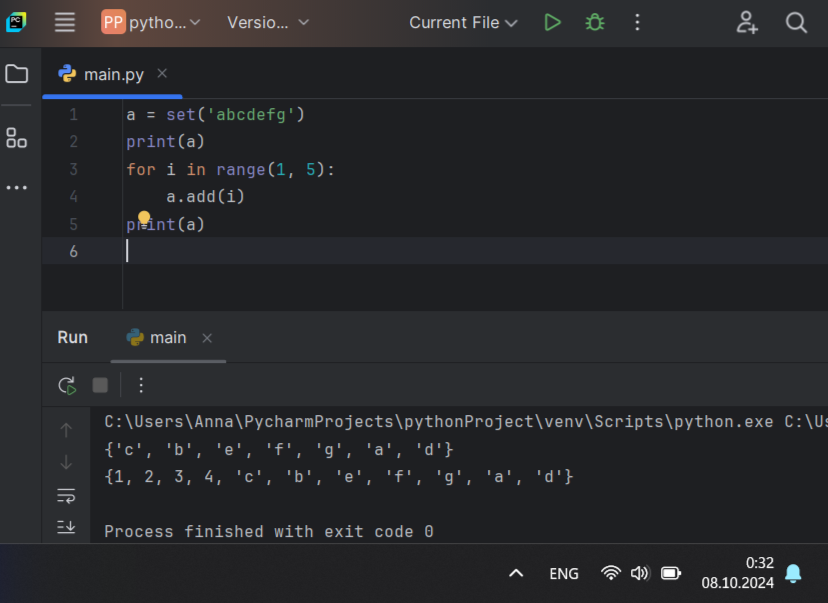 PC
PP pytho... Versio... Current File
main.py
1 a = set('abcdefg')
2 print(a)
3 for i in range(1, 5):
4 a.add(i)
5 print(a)
6
Run main
C:\Users\Anna\PycharmProjects\pythonProject\venv\Scripts\python.exe C:\Us
{'c', 'b', 'e', 'f', 'g', 'a', 'd'}
{1, 2, 3, 4, 'c', 'b', 'e', 'f', 'g', 'a', 'd'}
Process finished with exit code 0
ENG
0:32
08.10.2024